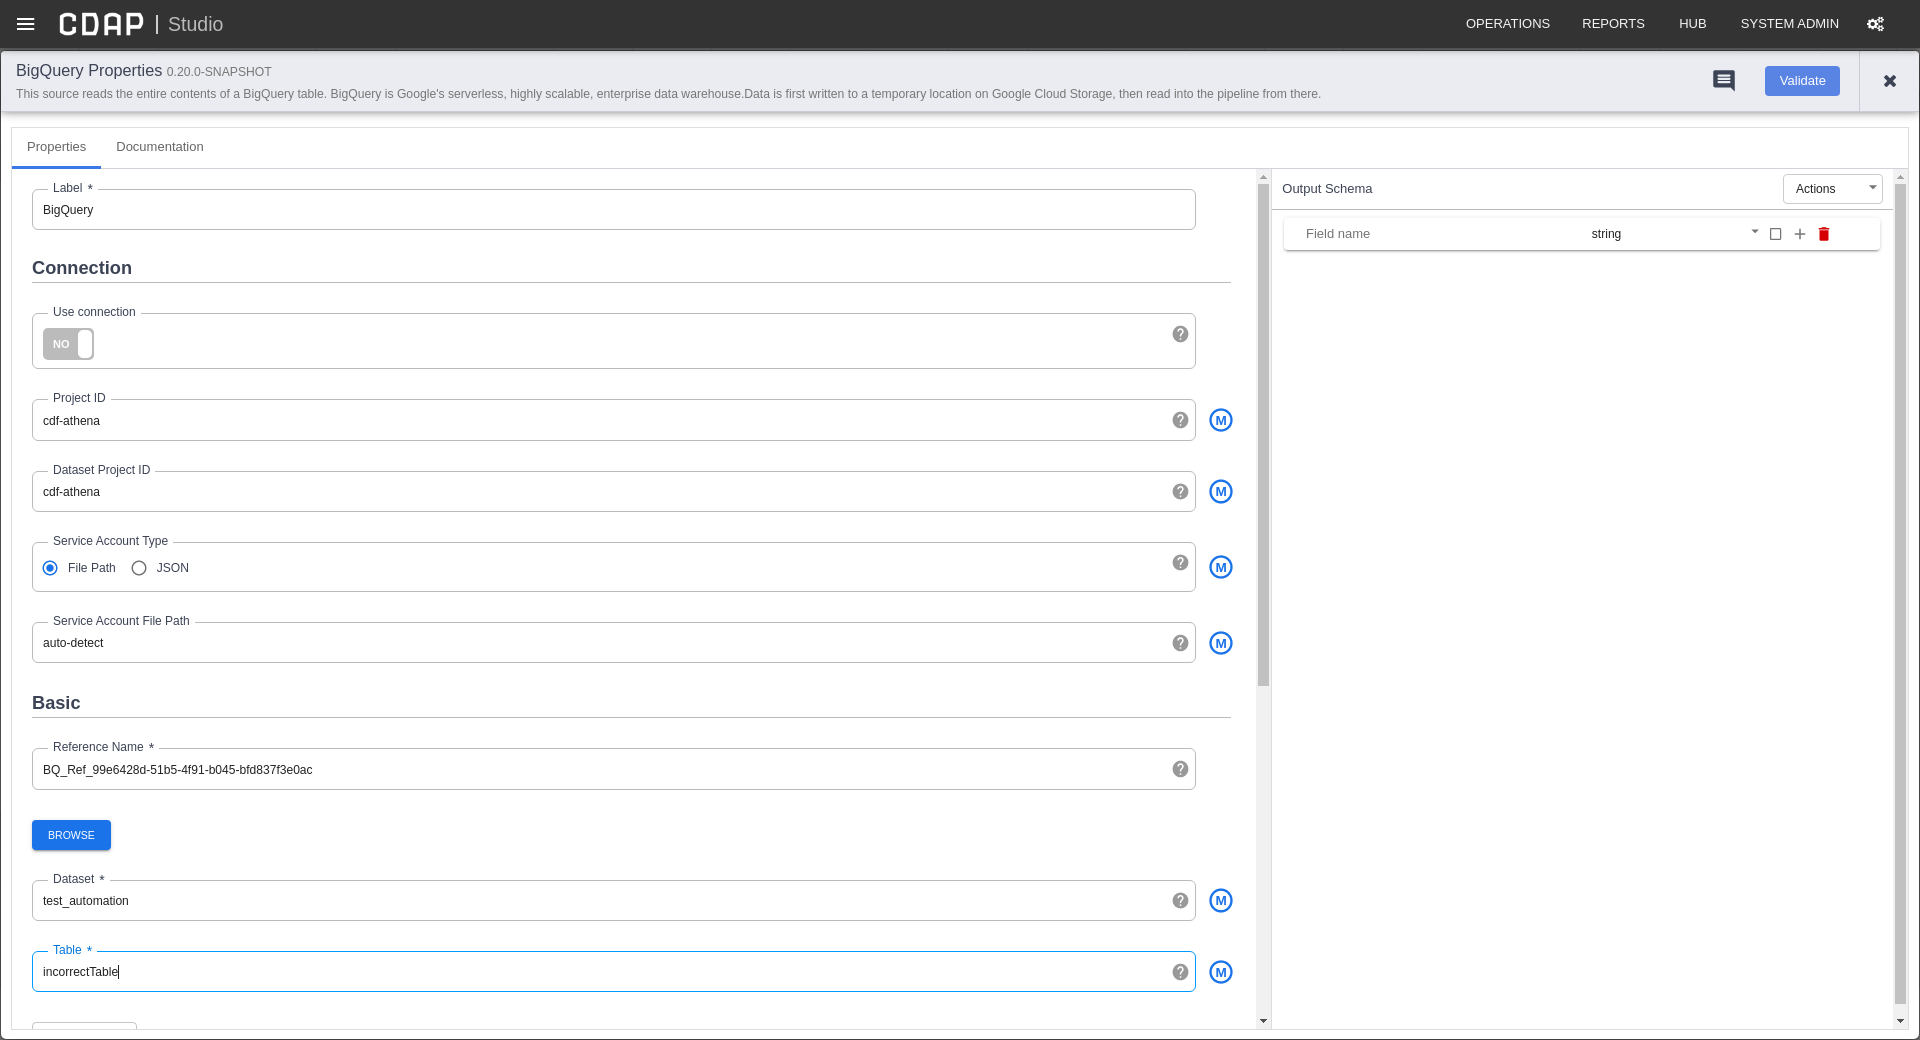 CDAP | Studio
OPERATIONS REPORTS HUB SYSTEM ADMIN
BigQuery Properties 0.20.0-SNAPSHOT
This source reads the entire contents of a BigQuery table. BigQuery is Google's serverless, highly scalable, enterprise data warehouse.Data is first written to a temporary location on Google Cloud Storage, then read into the pipeline from there.
Validate
Properties Documentation
Label *
BigQuery
Connection
Use connection
NO
Project ID
cdf-athena
M
Dataset Project ID
cdf-athena
M
Service Account Type
File Path JSON
M
Service Account File Path
auto-detect
M
Basic
Reference Name *
BQ_Ref_99e6428d-51b5-4f91-b045-bfd837f3e0ac
BROWSE
Dataset *
test_automation
M
Table *
incorrectTable
M
Output Schema
Actions
Field name string